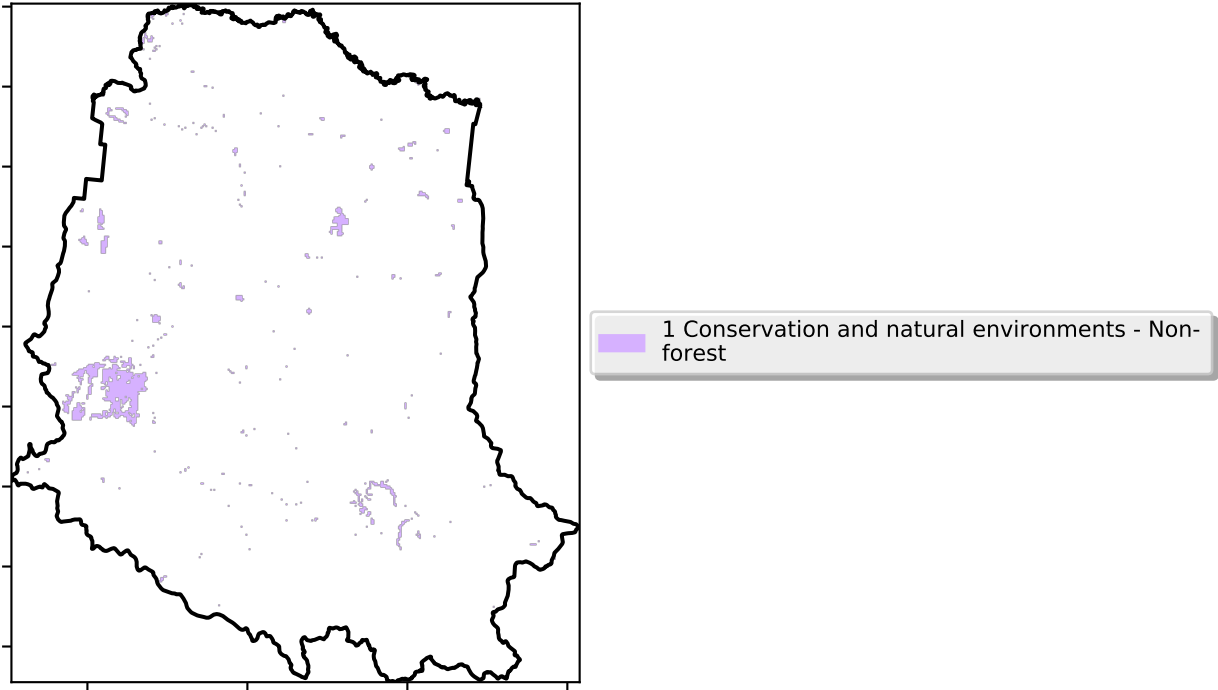 1 Conservation and natural environments - Non-
forest